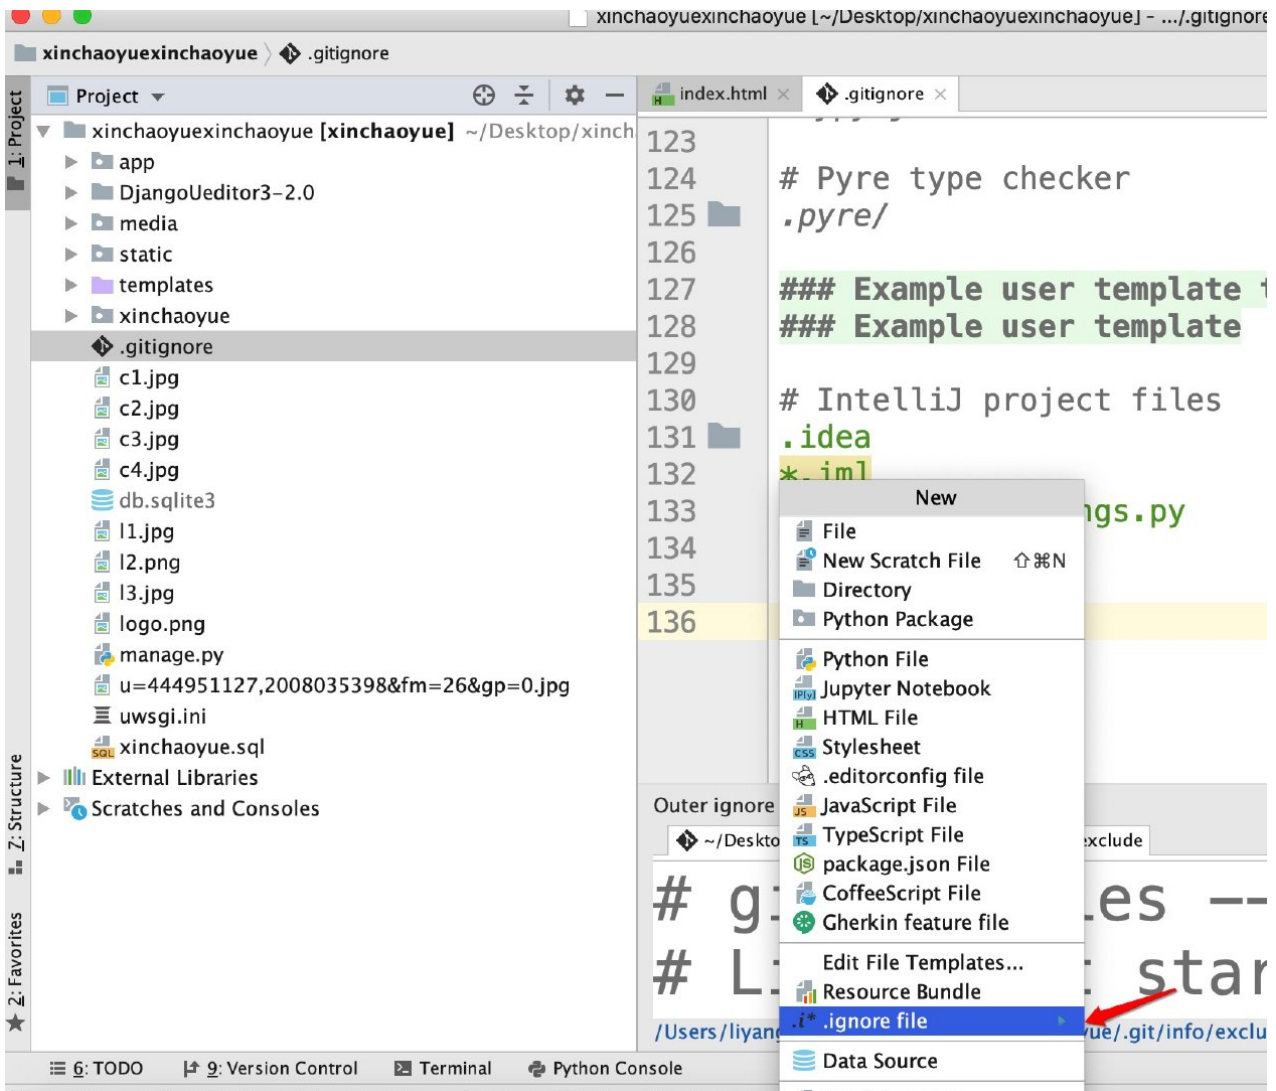 xinchaoyuexinchaoyue [~/Desktop/xinchaoyuexinchaoyue] - .../.gitignore
xinchaoyuexinchaoyue .gitignore
1: Project
Project
index.html
.gitignore
xinchaoyuexinchaoyue [xinchaoyue] ~/Desktop/xinch
app
DjangoUeditor3-2.0
media
static
templates
xinchaoyue
.gitignore
c1.jpg
c2.jpg
c3.jpg
c4.jpg
db.sqlite3
l1.jpg
l2.png
l3.jpg
logo.png
manage.py
u=444951127,2008035398&fm=26&gp=0.jpg
uwsgi.ini
xinchaoyue.sql
External Libraries
Scratches and Consoles
Z: Structure
2: Favorites
123
124 # Pyre type checker
125 .pyre/
126
127 ### Example user template t
128 ### Example user template
129
130 # IntelliJ project files
131 .idea
132 *.iml
133 ngs.py
134
135
136
New
File
New Scratch File ⇧⌘N
Directory
Python Package
Python File
Jupyter Notebook
HTML File
Stylesheet
.editorconfig file
JavaScript File
TypeScript File
package.json File
CoffeeScript File
Gherkin feature file
Edit File Templates...
Resource Bundle
.ignore file
Data Source
Outer ignore
~/Deskto exclude
# gi es --
# Li t star
/Users/liyang ue/.git/info/exclu
6: TODO
9: Version Control
Terminal
Python Console